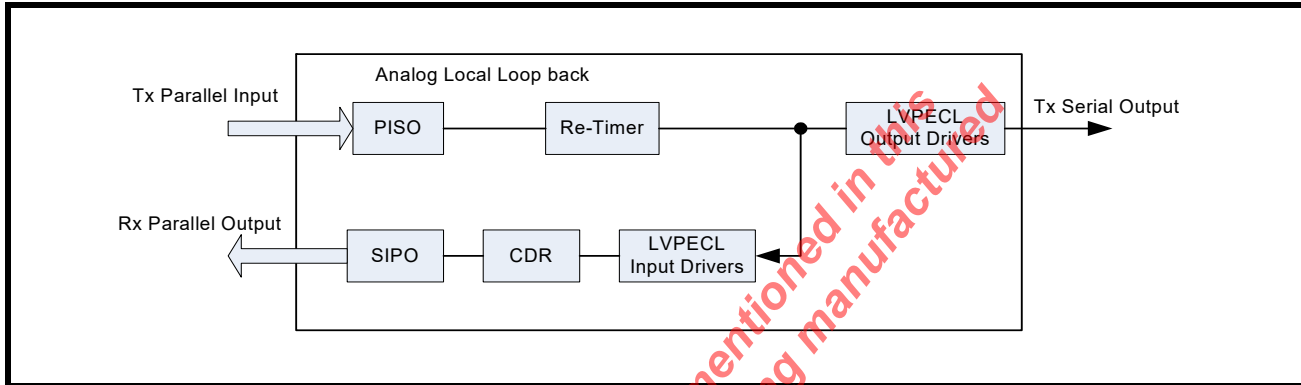 Analog Local Loop back
Tx Parallel Input
PISO
Re-Timer
LVPECL
Output Drivers
Tx Serial Output
Rx Parallel Output
SIPO
CDR
LVPECL
Input Drivers
mentioned in this
ng manufactured